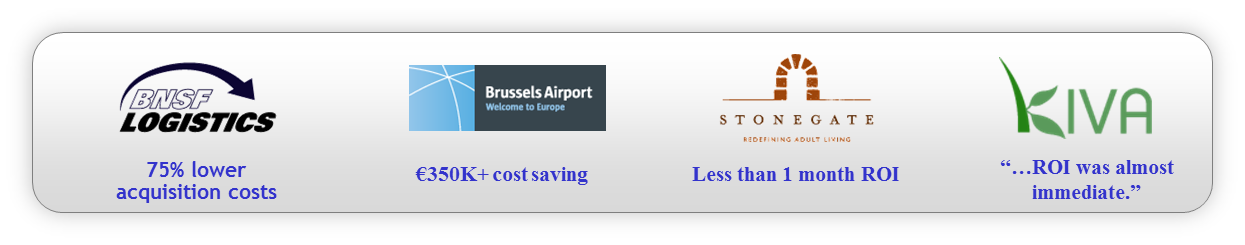 BNSF
LOGISTICS
75% lower
acquisition costs
Brussels Airport
Welcome to Europe
€350K+ cost saving
STONEGATE
REDEFINING ADULT LIVING
Less than 1 month ROI
KIVA
“…ROI was almost
immediate.”